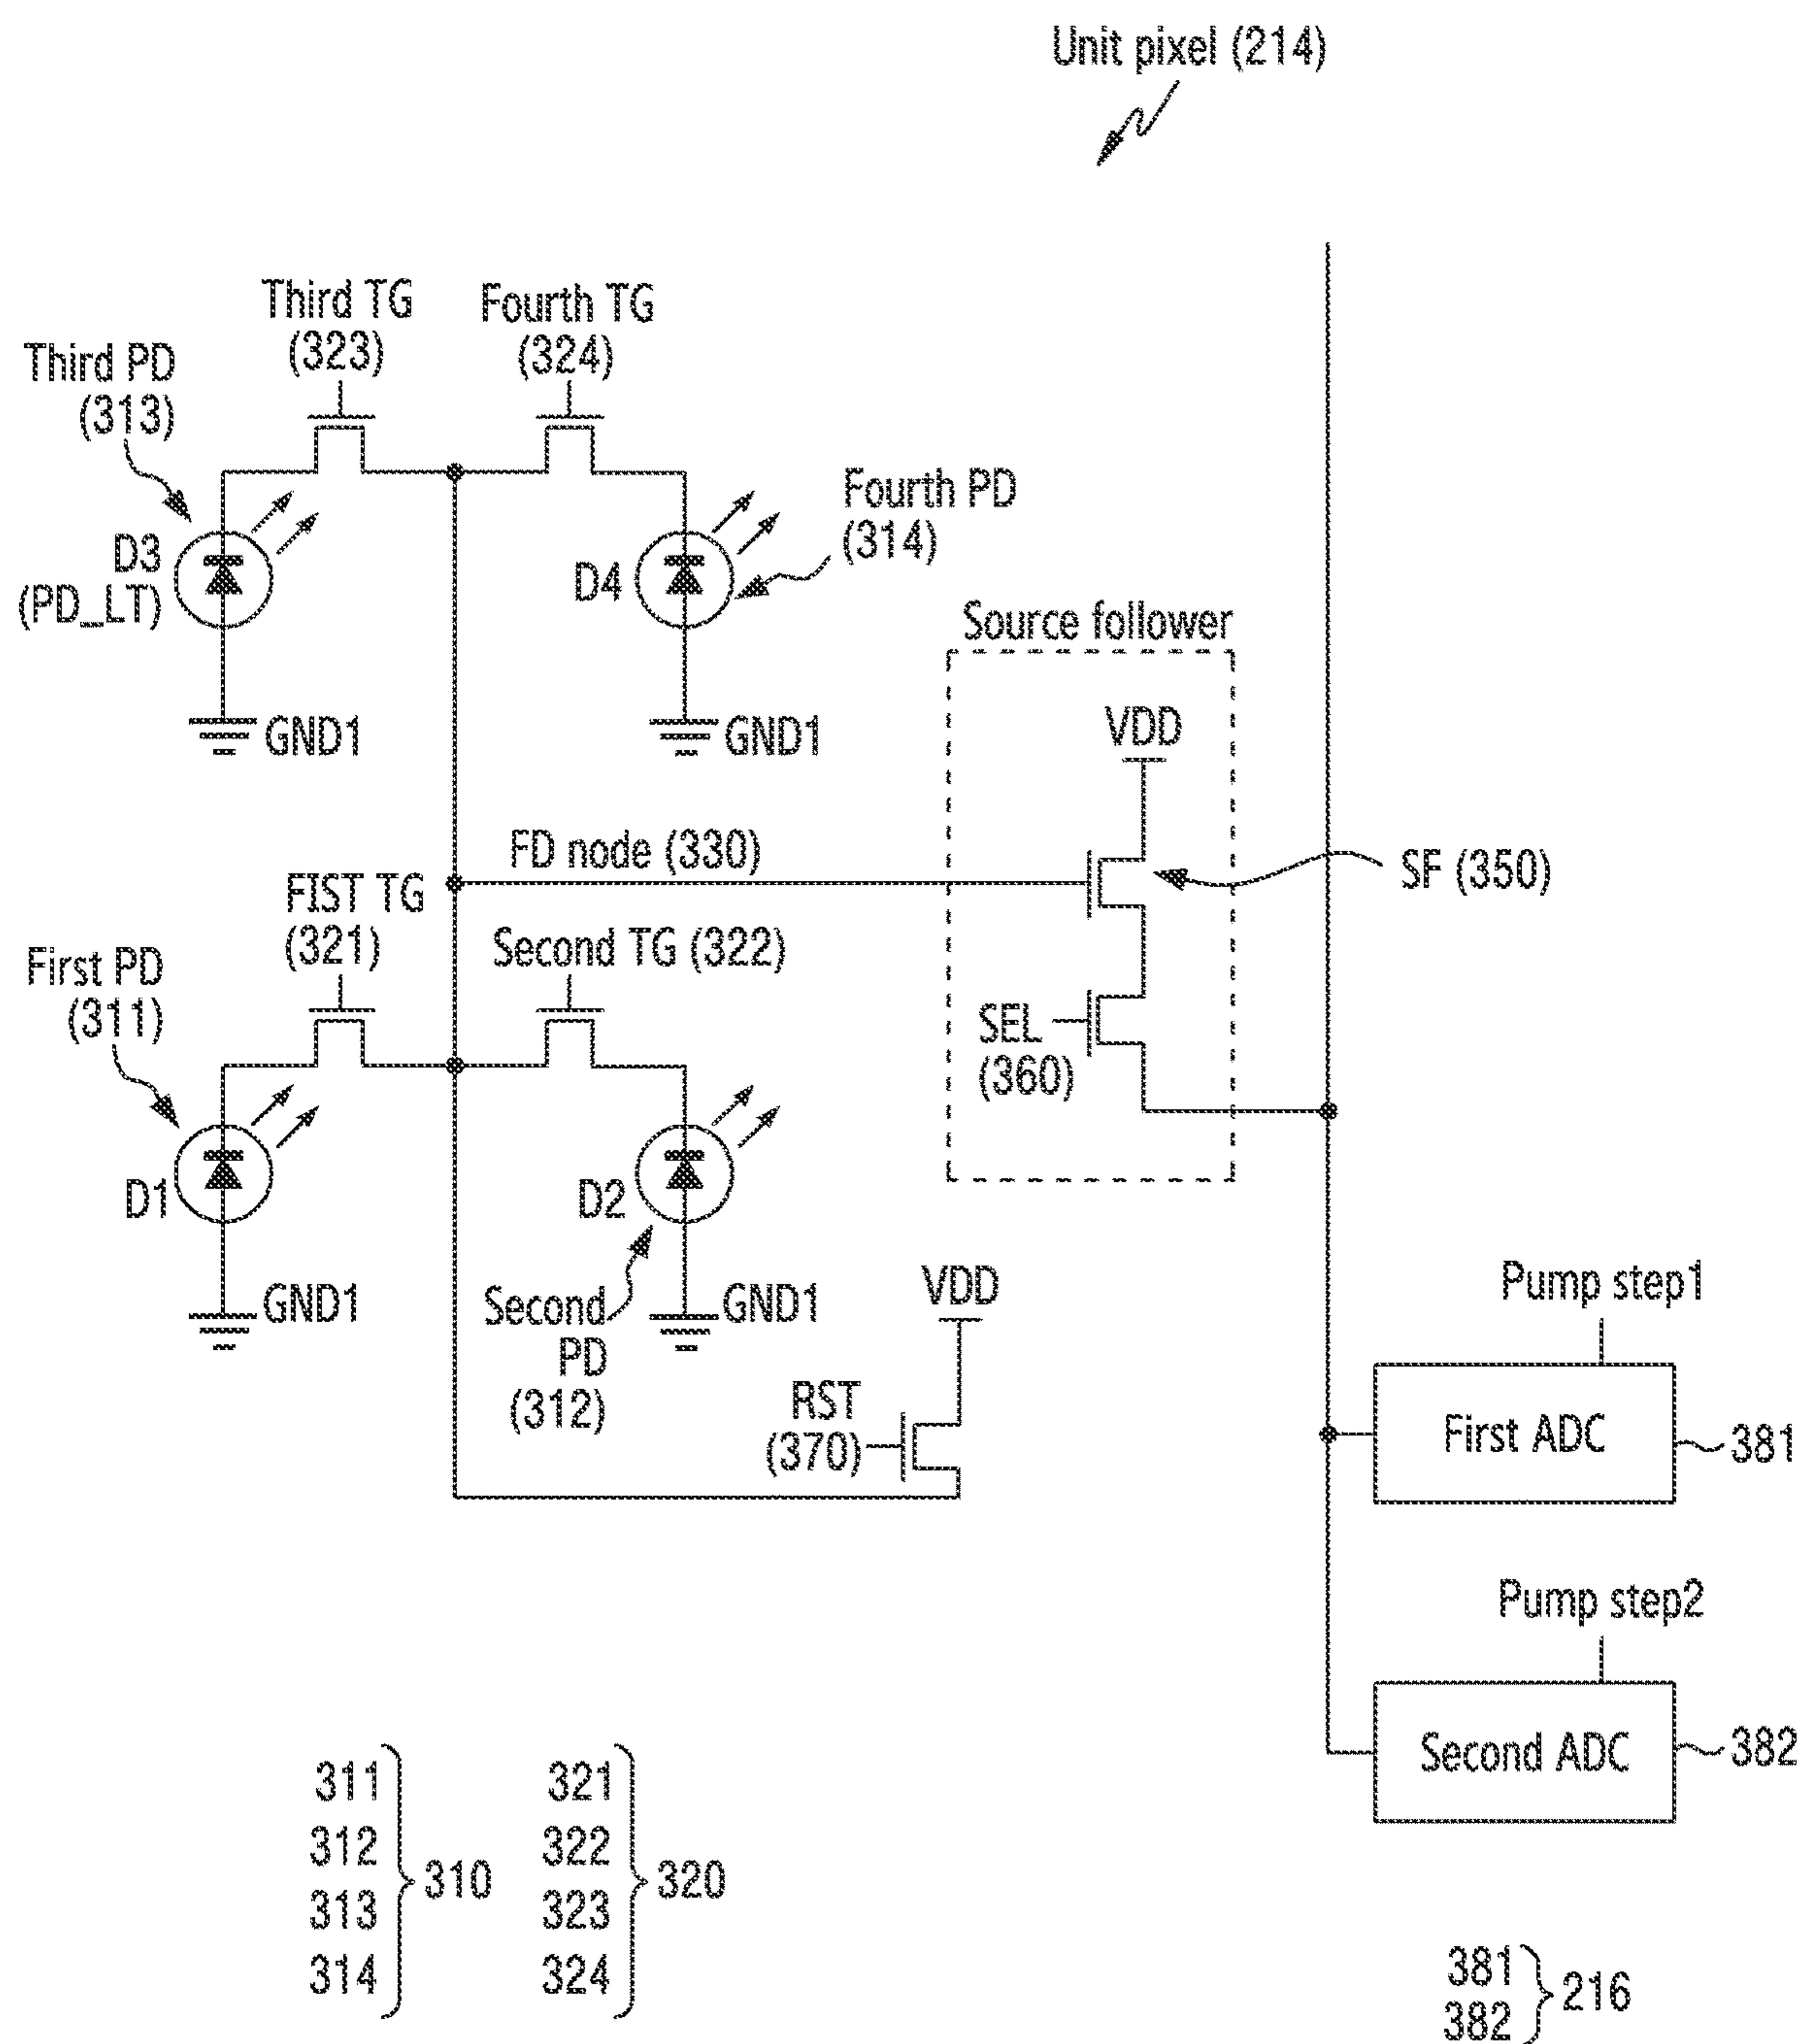 Unit pixel (214)
Third TG
(323)
Fourth TG
(324)
Third PD
(313)
Fourth PD
(314)
D3
(PD_LT)
D4
GND1
GND1
Source follower
VDD
FD node (330)
SF (350)
FIST TG
(321)
Second TG (322)
First PD
(311)
SEL
(360)
D1
D2
GND1
Second
PD
(312)
GND1
VDD
RST
(370)
Pump step1
First ADC
381
Pump step2
Second ADC
382
311
312
313
314
310
321
322
323
324
320
381
382
216